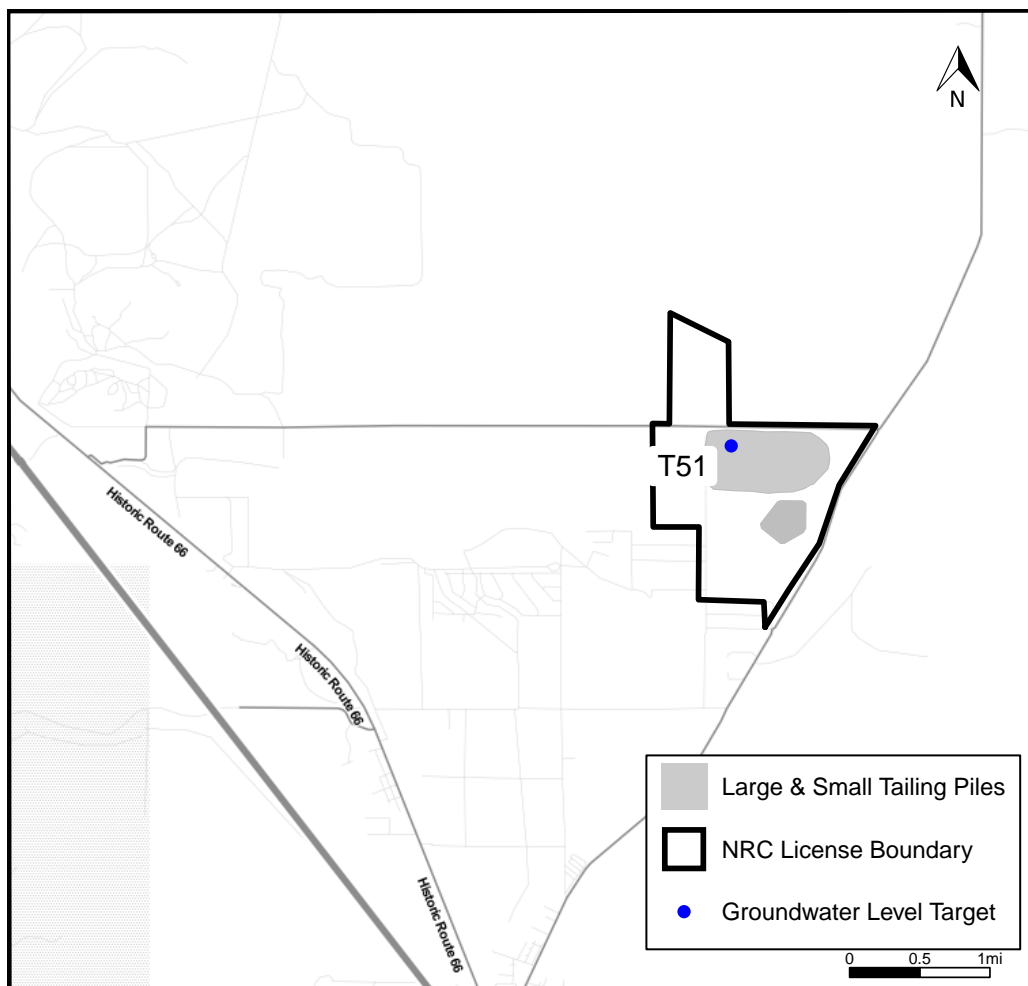 N
T51
Historic Route 66
Historic Route 66
Historic Route 66
Large & Small Tailing Piles
NRC License Boundary
Groundwater Level Target
0 0.5 1mi